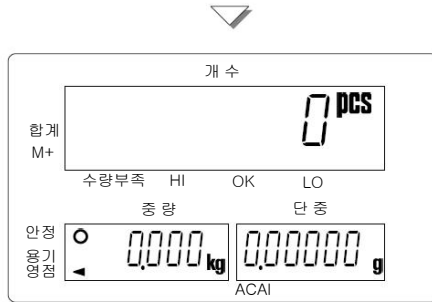 개 수
0 pcs
합계
M+
수량부족 HI OK LO
중 량 단 중
안정
용기
영점
0.000 kg 0.00000 g
ACAI